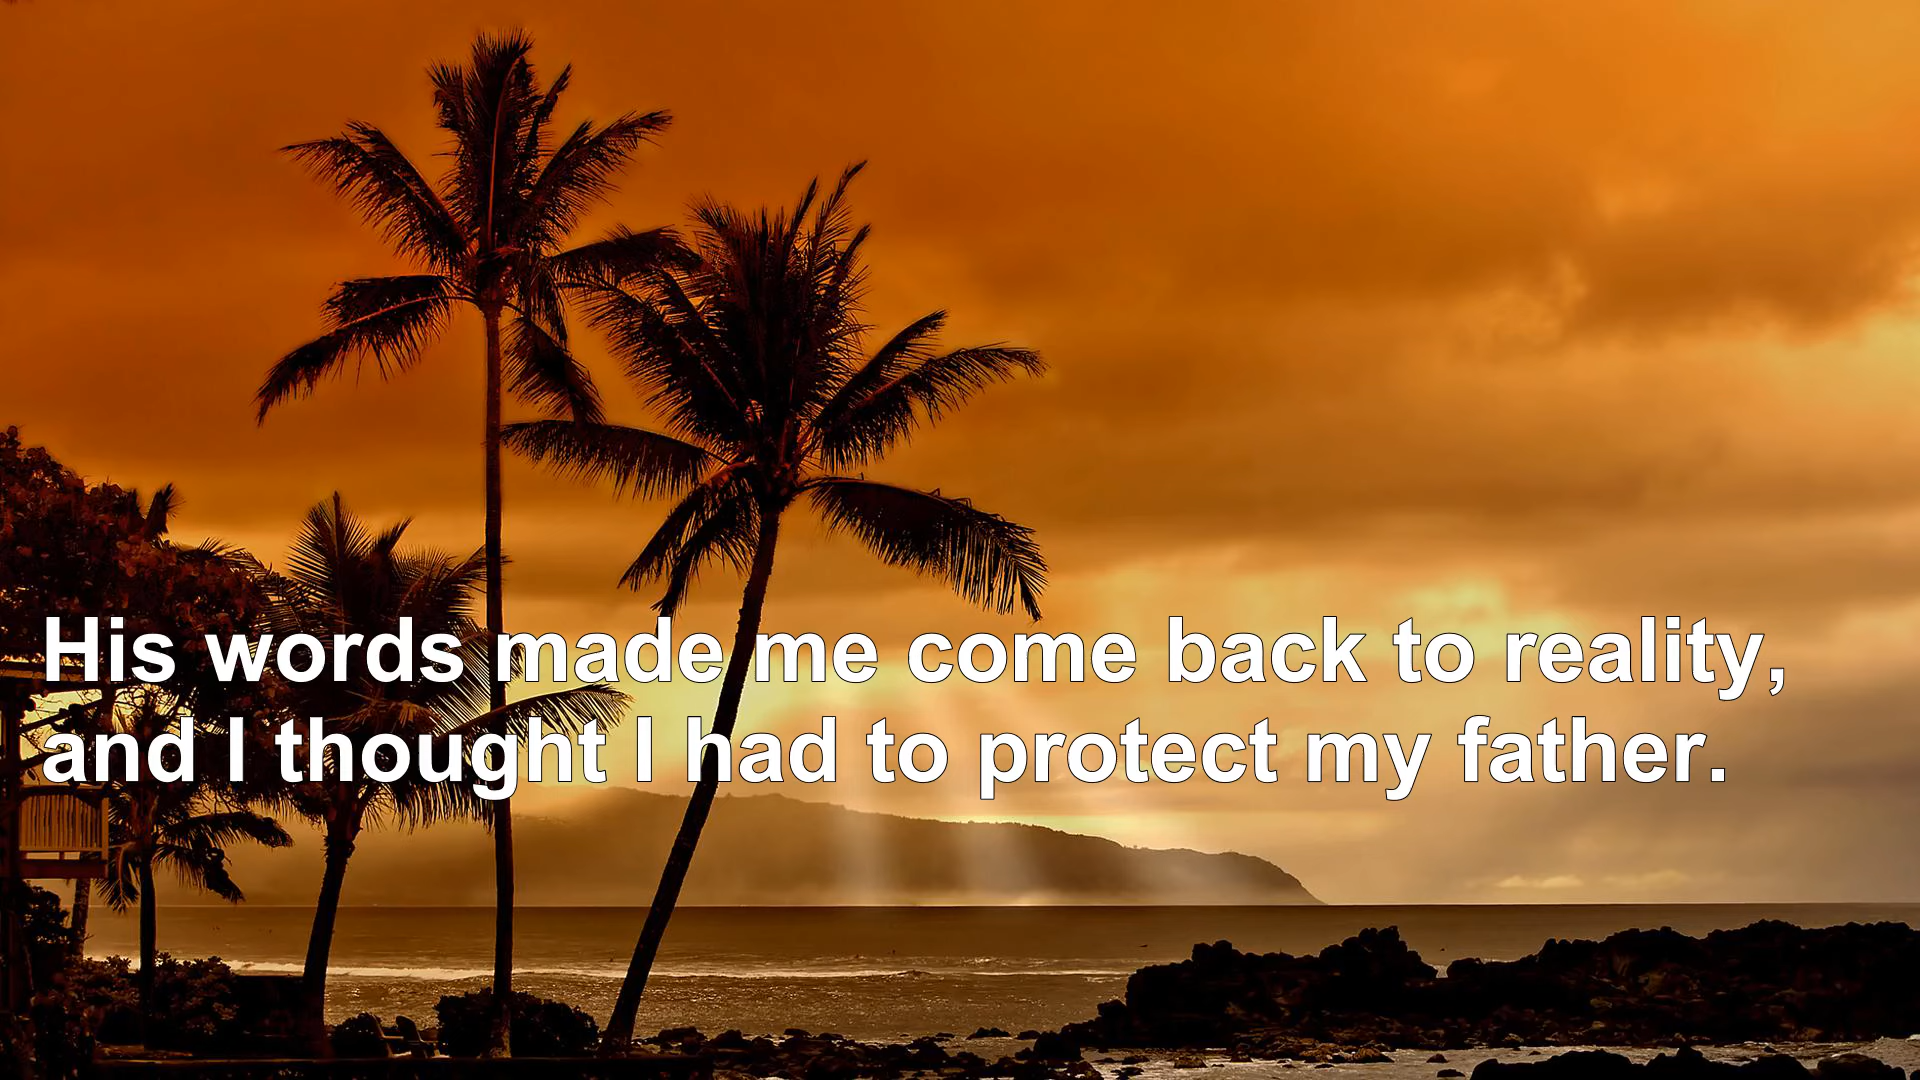 His words made me come back to reality,
and I thought I had to protect my father.